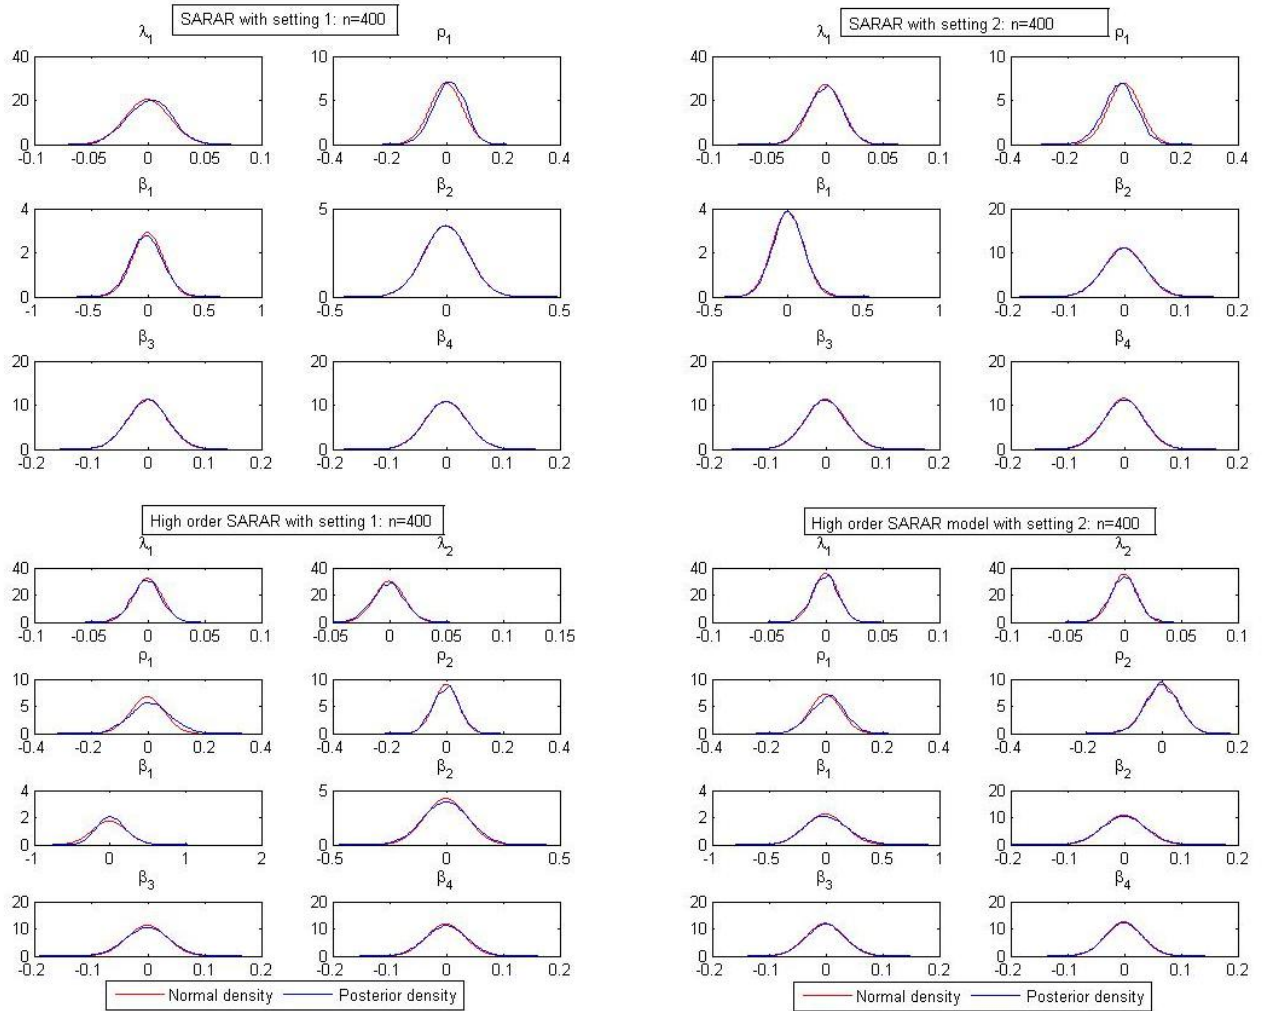 SARAR with setting 1: n=400
λ1
ρ1
40
20
0
-0.1 -0.05 0 0.05 0.1
10
5
0
-0.4 -0.2 0 0.2 0.4
β1
β2
4
2
0
-1 -0.5 0 0.5 1
5
0
-0.5 0 0.5
β3
β4
20
10
0
-0.2 -0.1 0 0.1 0.2
20
10
0
-0.2 -0.1 0 0.1 0.2
SARAR with setting 2: n=400
λ1
ρ1
40
20
0
-0.1 -0.05 0 0.05 0.1
10
5
0
-0.4 -0.2 0 0.2 0.4
β1
β2
4
2
0
-0.5 0 0.5 1
20
10
0
-0.2 -0.1 0 0.1 0.2
β3
β4
20
10
0
-0.2 -0.1 0 0.1 0.2
20
10
0
-0.2 -0.1 0 0.1 0.2
High order SARAR with setting 1: n=400
λ1
λ2
40
20
0
-0.1 -0.05 0 0.05 0.1
40
20
0
-0.05 0 0.05 0.1 0.15
ρ1
ρ2
10
5
0
-0.4 -0.2 0 0.2 0.4
10
5
0
-0.4 -0.2 0 0.2 0.4
β1
β2
4
2
0
-1 0 1 2
5
0
-0.5 0 0.5
β3
β4
20
10
0
-0.2 -0.1 0 0.1 0.2
20
10
0
-0.2 -0.1 0 0.1 0.2
Normal density Posterior density
High order SARAR model with setting 2: n=400
λ1
λ2
40
20
0
-0.1 -0.05 0 0.05 0.1
40
20
0
-0.1 -0.05 0 0.05 0.1
ρ1
ρ2
10
5
0
-0.4 -0.2 0 0.2 0.4
10
5
0
-0.4 -0.2 0 0.2
β1
β2
4
2
0
-1 -0.5 0 0.5 1
20
10
0
-0.2 -0.1 0 0.1 0.2
β3
β4
20
10
0
-0.2 -0.1 0 0.1 0.2
20
10
0
-0.2 -0.1 0 0.1 0.2
Normal density Posterior density